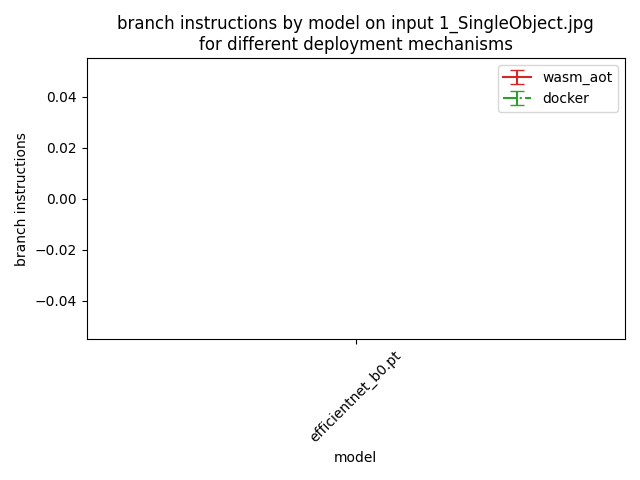 branch instructions by model on input 1_SingleObject.jpg
for different deployment mechanisms
wasm_aot
docker
branch instructions
0.04
0.02
0.00
−0.02
−0.04
efficientnet_b0.pt
model